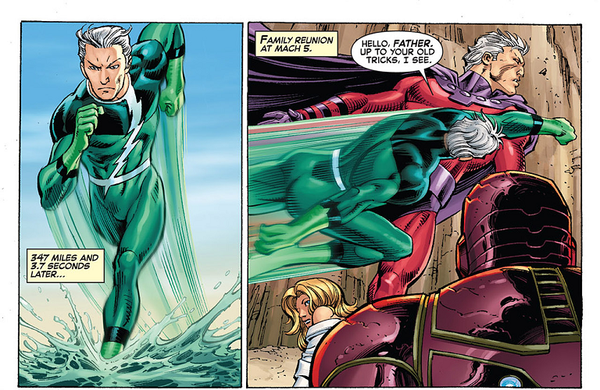 347 MILES AND
3.7 SECONDS
LATER...
FAMILY REUNION
AT MACH 5.
HELLO, FATHER.
UP TO YOUR OLD
TRICKS, I SEE.